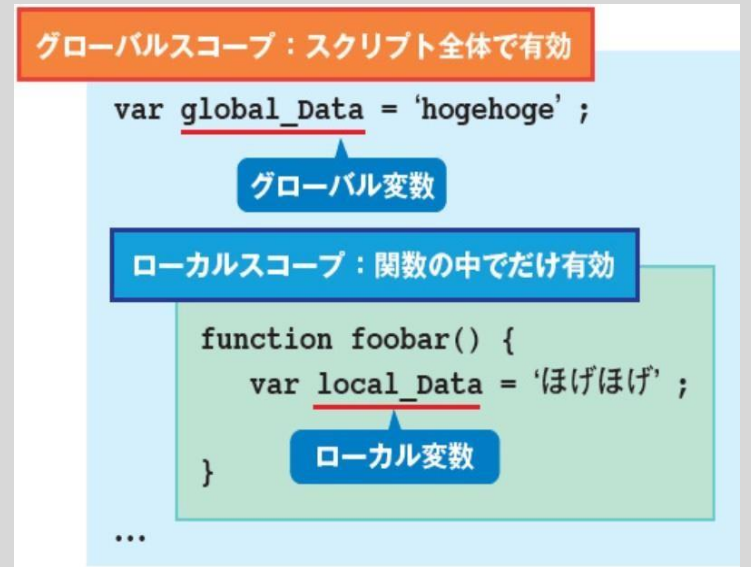 グローバルスコープ：スクリプト全体で有効
var global_Data = ‘hogehoge’ ;
グローバル変数
ローカルスコープ：関数の中でだけ有効
function foobar() {
var local_Data = ‘ほげほげ’ ;
ローカル変数
}
...